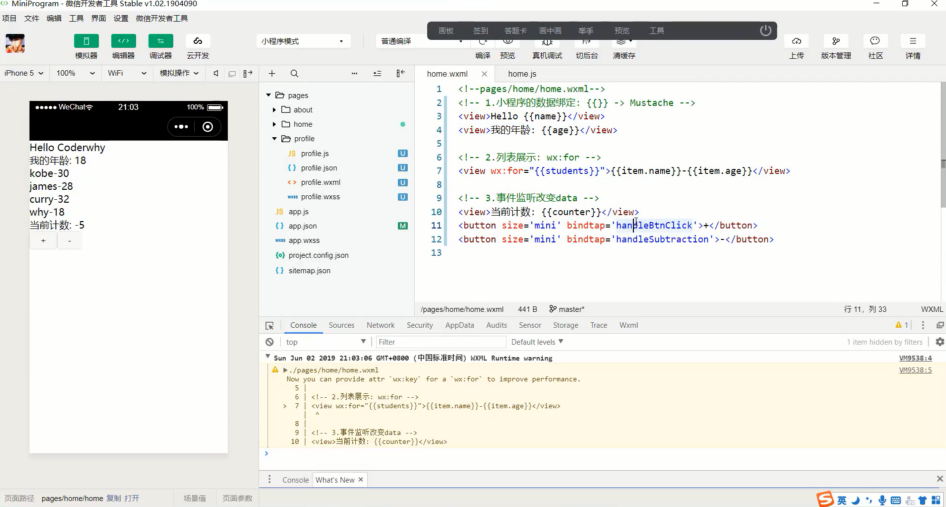 MiniProgram - 微信开发者工具 Stable v1.02.1904090
项目 文件 编辑 工具 界面 设置 微信开发者工具
画板 签到 答题卡 画中画 举手 预览 工具
模拟器 编辑器 调试器 云开发
小程序模式 普通编译
编译 预览 真机调试 切后台 清缓存
上传 版本管理 社区 详情
iPhone 5 100% WiFi 模拟操作
WeChat 21:03 100%
Hello Coderwhy
我的年龄: 18
kobe-30
james-28
curry-32
why-18
当前计数: -5
+ -
pages
about
home
profile
JS profile.js U
{} profile.json U
<> profile.wxml U
wxss profile.wxss U
JS app.js
{} app.json M
wxss app.wxss
{o} project.config.json
{} sitemap.json
home.wxml home.js
1 <!--pages/home/home.wxml-->
2 <!-- 1.小程序的数据绑定: {{}} -> Mustache -->
3 <view>Hello {{name}}</view>
4 <view>我的年龄: {{age}}</view>
5
6 <!-- 2.列表展示: wx:for -->
7 <view wx:for="{{students}}">{{item.name}}-{{item.age}}</view>
8
9 <!-- 3.事件监听改变data -->
10 <view>当前计数: {{counter}}</view>
11 <button size='mini' bindtap='handleBtnClick'>+</button>
12 <button size='mini' bindtap='handleSubtraction'>-</button>
13
/pages/home/home.wxml 441 B master* 行 11，列 33 WXML
Console Sources Network Security AppData Audits Sensor Storage Trace Wxml 1
top Filter Default levels 1 item hidden by filters
Sun Jun 02 2019 21:03:06 GMT+0800 (中国标准时间) WXML Runtime warning VM9538:4
./pages/home/home.wxml VM9538:5
Now you can provide attr `wx:key` for a `wx:for` to improve performance.
5 |
6 | <!-- 2.列表展示: wx:for -->
> 7 | <view wx:for="{{students}}">{{item.name}}-{{item.age}}</view>
| ^
8 |
9 | <!-- 3.事件监听改变data -->
10 | <view>当前计数: {{counter}}</view>
>
Console What's New
页面路径 pages/home/home 复制 打开 场景值 页面参数
S 英